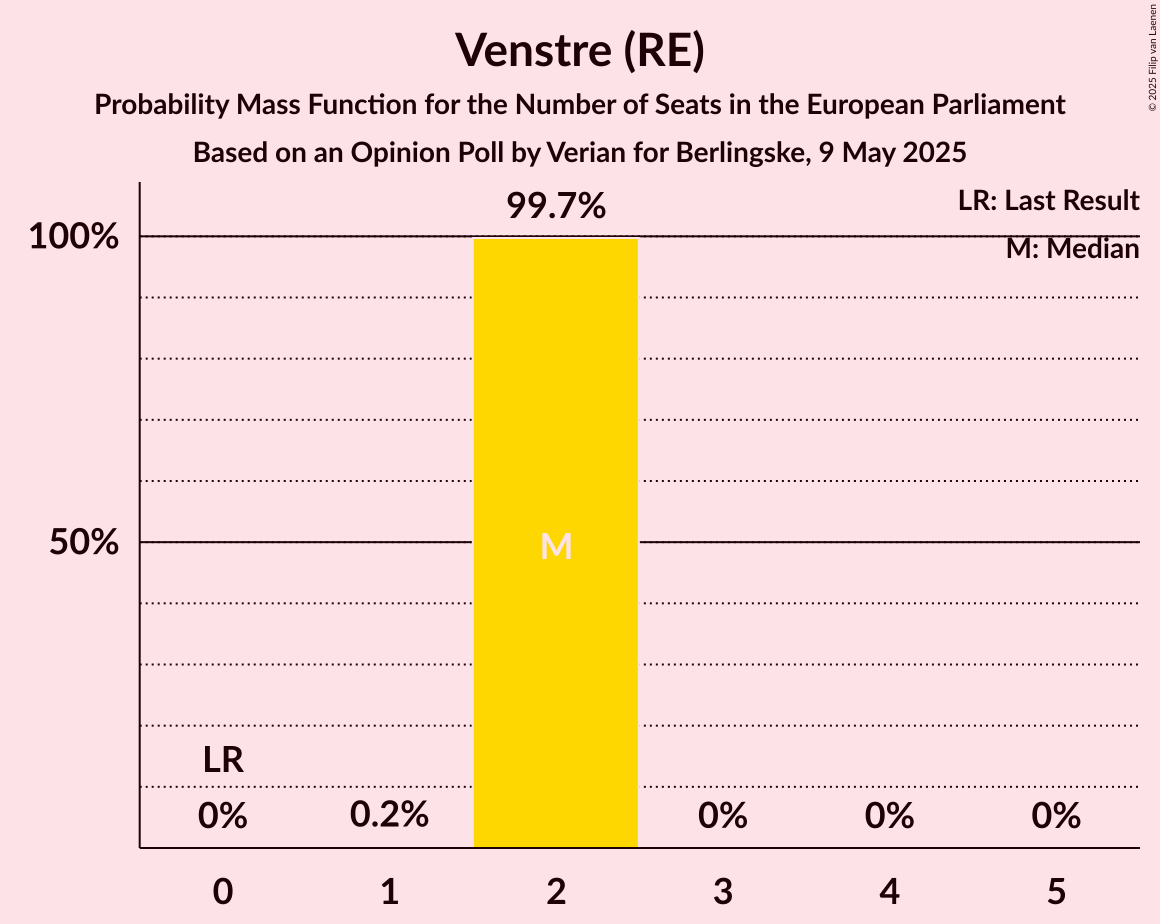 Venstre (RE)
Probability Mass Function for the Number of Seats in the European Parliament
Based on an Opinion Poll by Verian for Berlingske, 9 May 2025
© 2025 Filip van Laenen
LR: Last Result
M: Median
99.7%
100%
50%
M
LR
0%
0.2%
0%
0%
0%
0 1 2 3 4 5